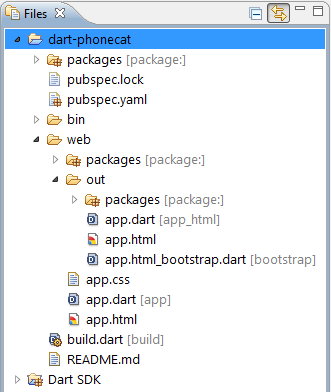 Files
dart-phonecat
packages [package:]
pubspec.lock
pubspec.yaml
bin
web
packages [package:]
out
packages [package:]
app.dart [app_html]
app.html
app.html_bootstrap.dart [bootstrap]
app.css
app.dart [app]
app.html
build.dart [build]
README.md
Dart SDK